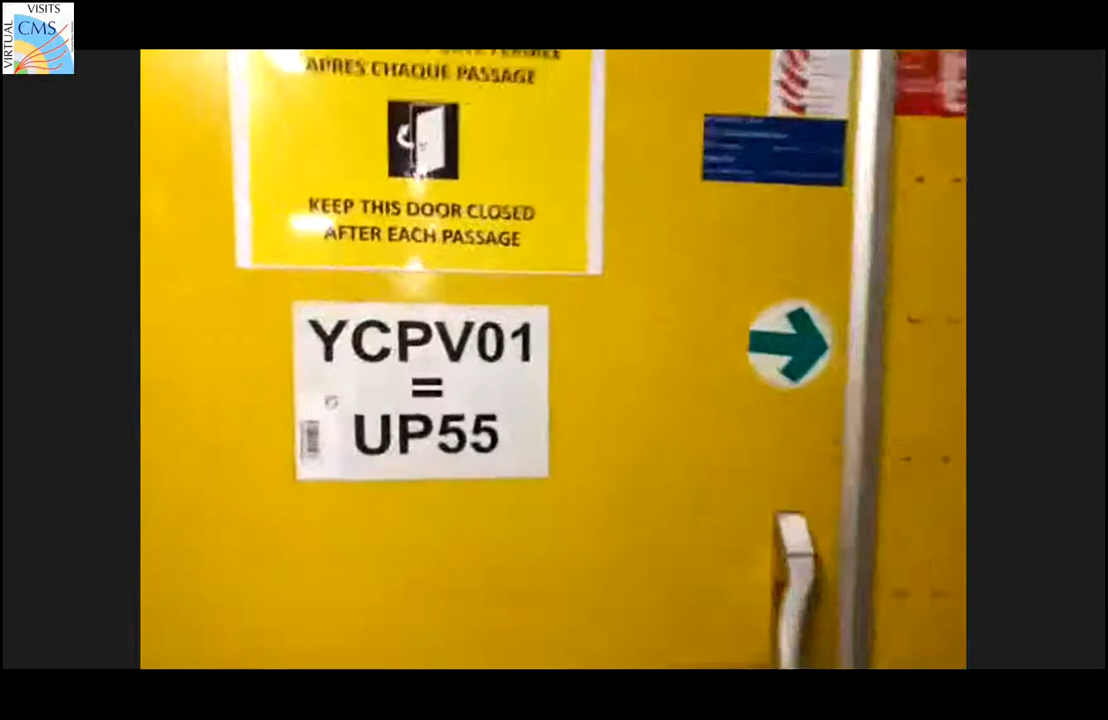 VISITS
VIRTUAL
CMS
APRES CHAQUE PASSAGE
KEEP THIS DOOR CLOSED
AFTER EACH PASSAGE
YCPV01
=
UP55